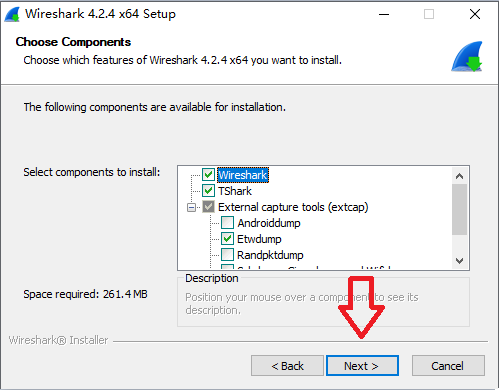 Wireshark 4.2.4 x64 Setup
Choose Components
Choose which features of Wireshark 4.2.4 x64 you want to install.
The following components are available for installation.
Select components to install:
Wireshark
TShark
External capture tools (extcap)
Androiddump
Etwdump
Randpktdump
Space required: 261.4 MB
Description
Position your mouse over a component to see its
description.
Wireshark® Installer
< Back
Next >
Cancel